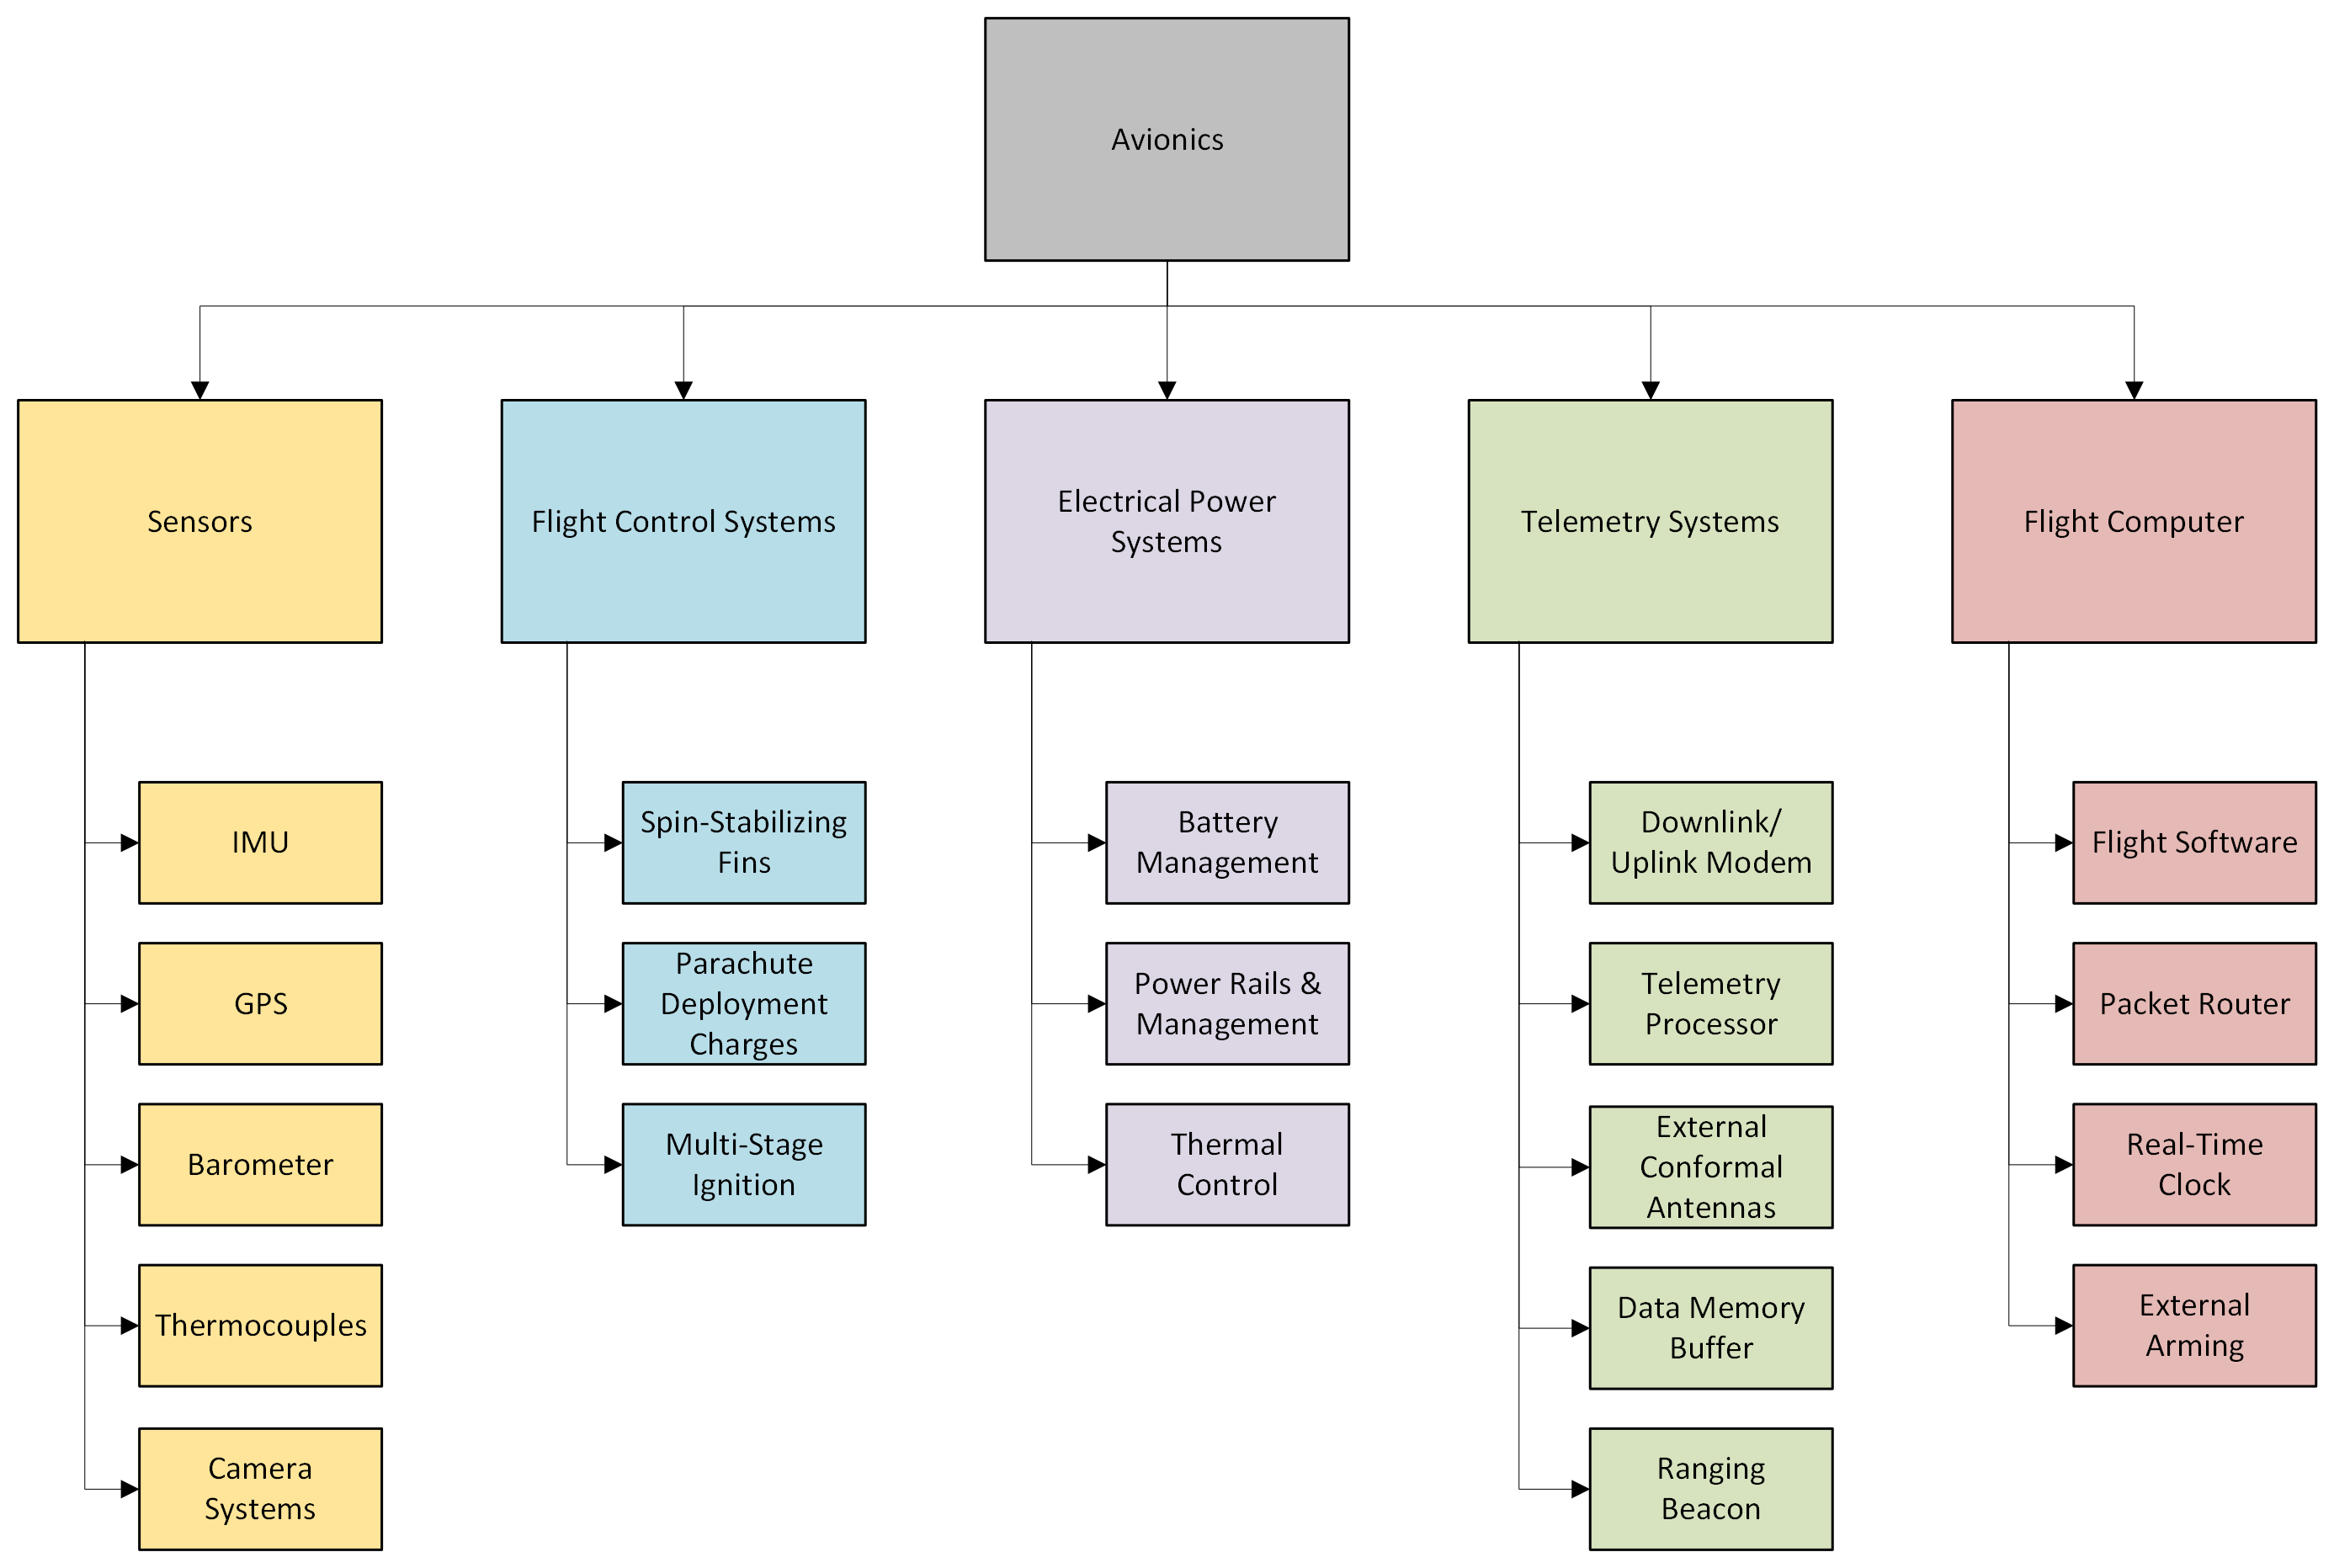 Avionics
Sensors
Flight Control Systems
Electrical Power
Systems
Telemetry Systems
Flight Computer
IMU
GPS
Barometer
Thermocouples
Camera
Systems
Spin-Stabilizing
Fins
Parachute
Deployment
Charges
Multi-Stage
Ignition
Battery
Management
Power Rails &
Management
Thermal
Control
Downlink/
Uplink Modem
Telemetry
Processor
External
Conformal
Antennas
Data Memory
Buffer
Ranging
Beacon
Flight Software
Packet Router
Real-Time
Clock
External
Arming